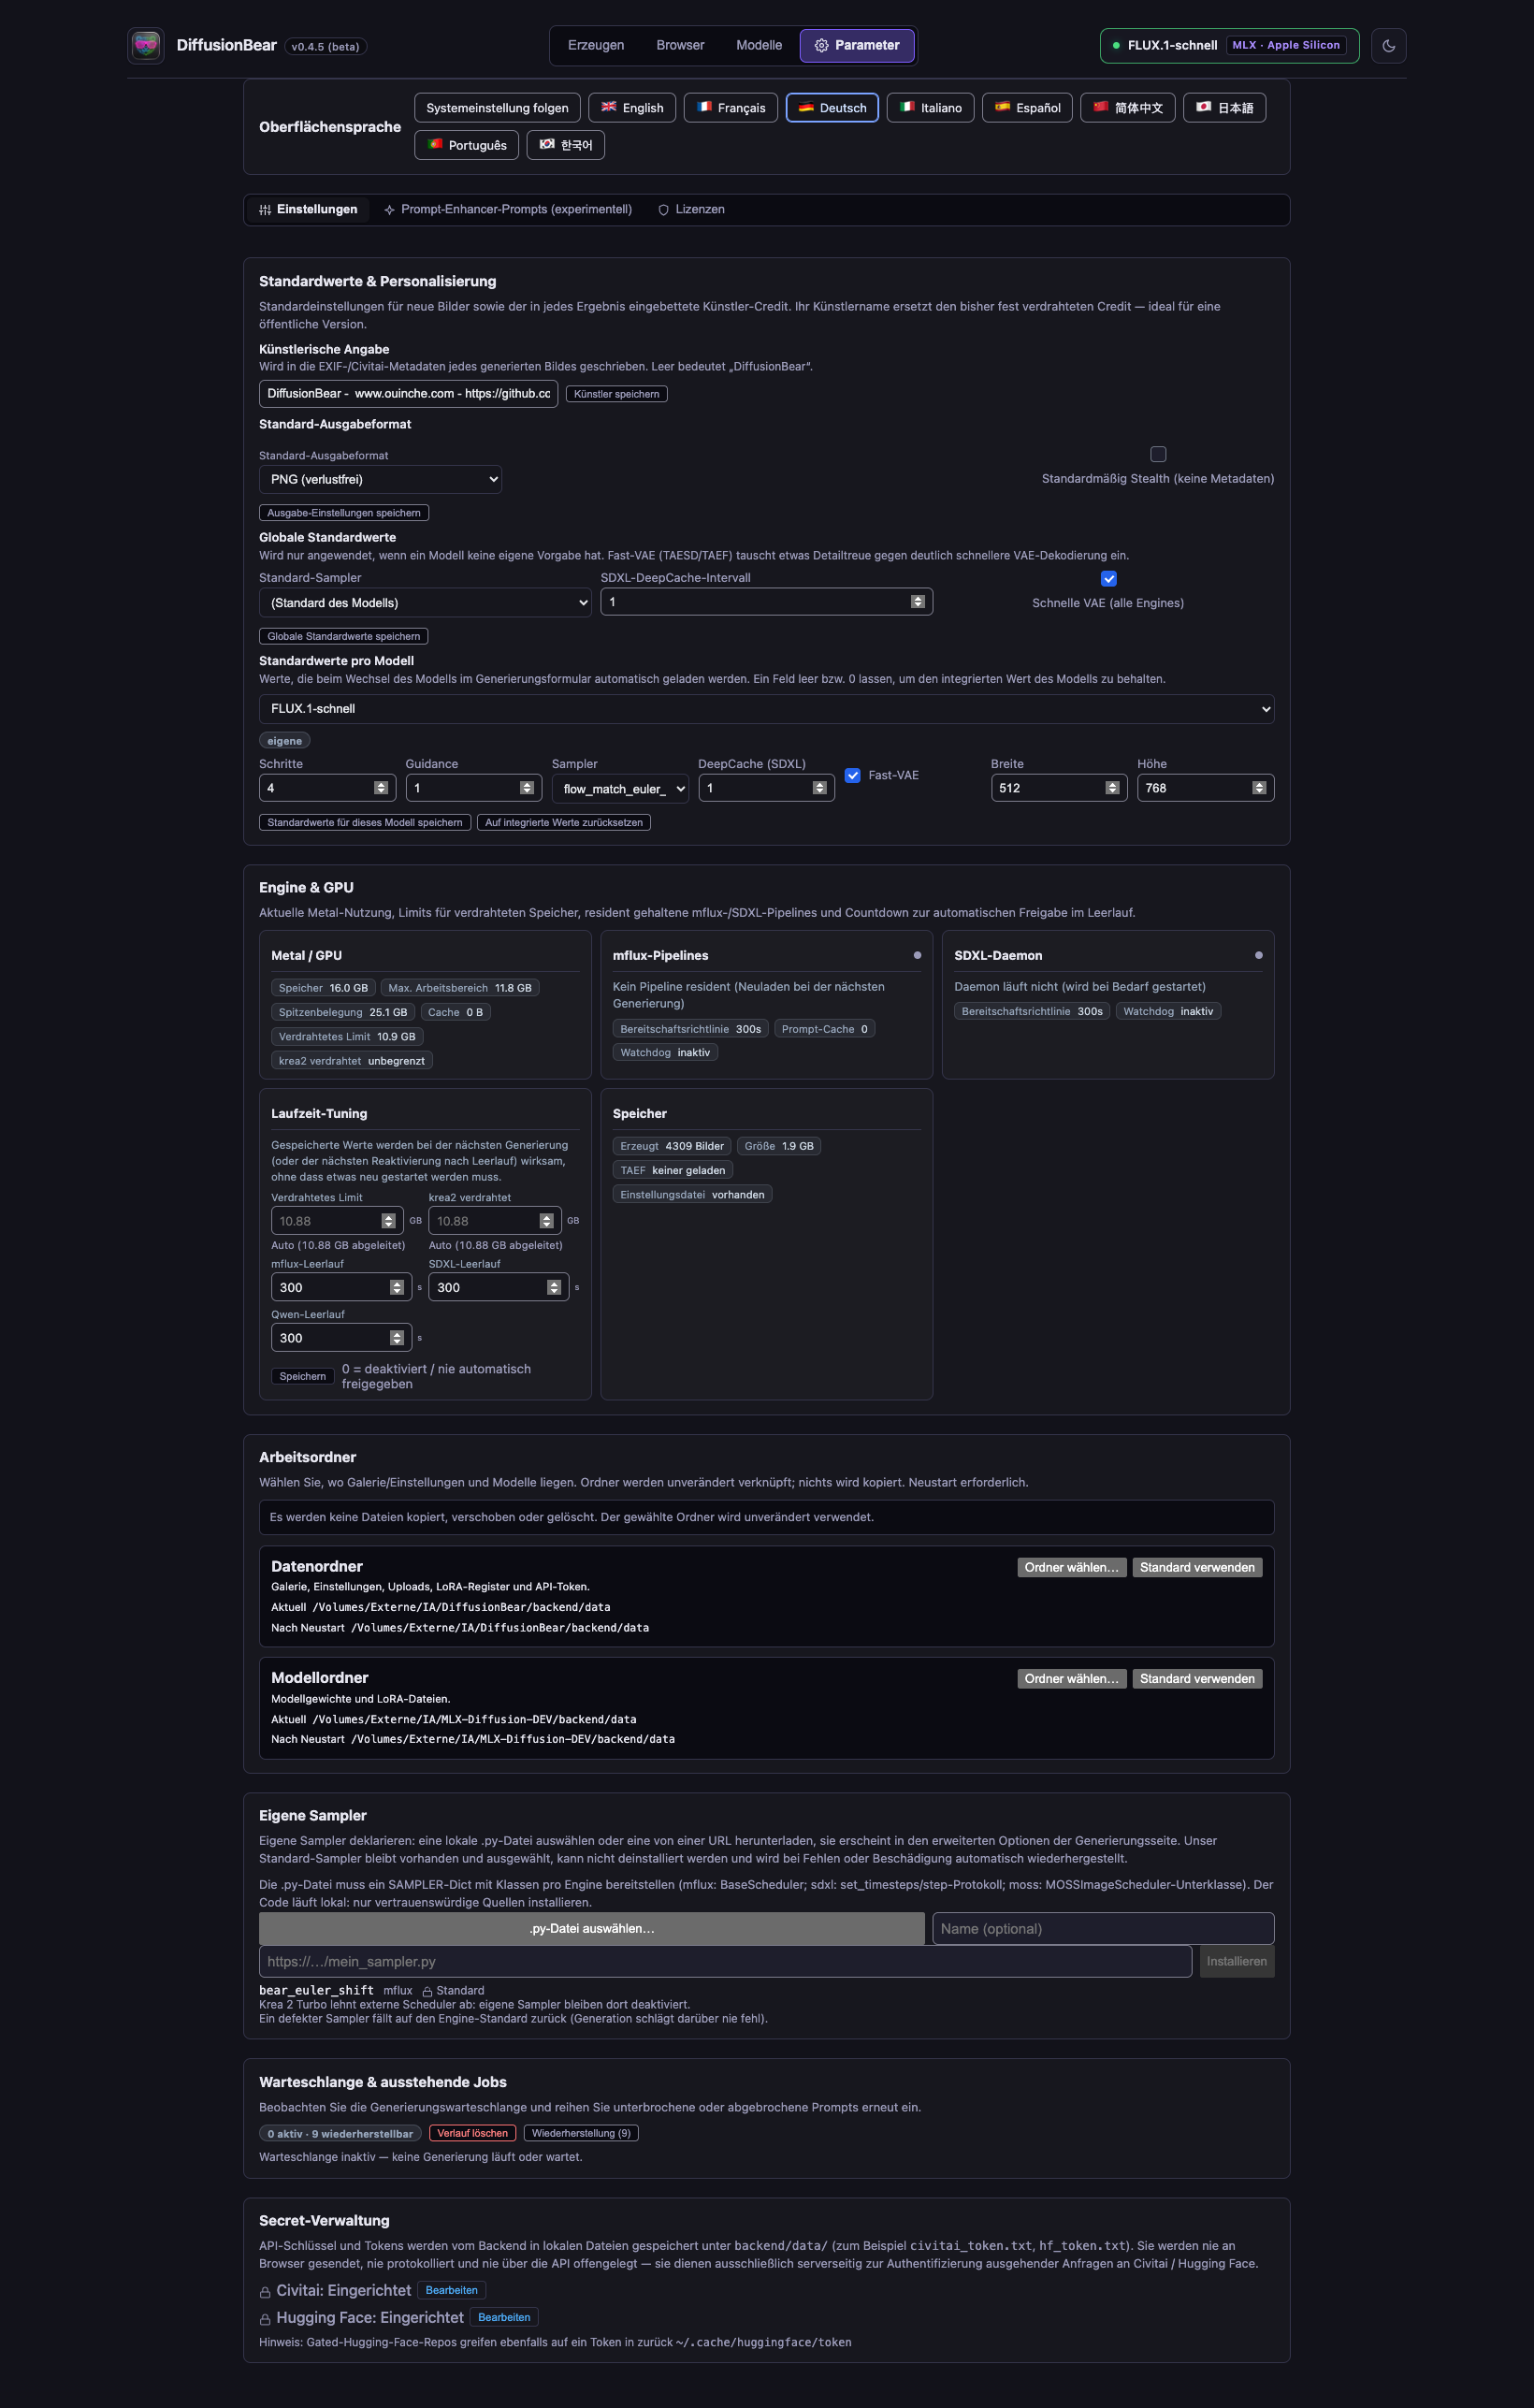 DiffusionBear v0.4.5 (beta)
Erzeugen Browser Modelle Parameter
FLUX.1-schnell MLX · Apple Silicon
Oberflächensprache
Systemeinstellung folgen English Français Deutsch Italiano Español 简体中文 日本語
Português 한국어
Einstellungen Prompt-Enhancer-Prompts (experimentell) Lizenzen
Standardwerte & Personalisierung
Standardeinstellungen für neue Bilder sowie der in jedes Ergebnis eingebettete Künstler-Credit. Ihr Künstlername ersetzt den bisher fest verdrahteten Credit — ideal für eine
öffentliche Version.
Künstlerische Angabe
Wird in die EXIF-/Civitai-Metadaten jedes generierten Bildes geschrieben. Leer bedeutet „DiffusionBear“.
DiffusionBear - www.ouinche.com - https://github.cc Künstler speichern
Standard-Ausgabeformat
Standard-Ausgabeformat
PNG (verlustfrei)
Standardmäßig Stealth (keine Metadaten)
Ausgabe-Einstellungen speichern
Globale Standardwerte
Wird nur angewendet, wenn ein Modell keine eigene Vorgabe hat. Fast-VAE (TAESD/TAEF) tauscht etwas Detailtreue gegen deutlich schnellere VAE-Dekodierung ein.
Standard-Sampler SDXL-DeepCache-Intervall
(Standard des Modells) 1 Schnelle VAE (alle Engines)
Globale Standardwerte speichern
Standardwerte pro Modell
Werte, die beim Wechsel des Modells im Generierungsformular automatisch geladen werden. Ein Feld leer bzw. 0 lassen, um den integrierten Wert des Modells zu behalten.
FLUX.1-schnell
eigene
Schritte Guidance Sampler DeepCache (SDXL) Fast-VAE Breite Höhe
4 1 flow_match_euler_ 1 512 768
Standardwerte für dieses Modell speichern Auf integrierte Werte zurücksetzen
Engine & GPU
Aktuelle Metal-Nutzung, Limits für verdrahteten Speicher, resident gehaltene mflux-/SDXL-Pipelines und Countdown zur automatischen Freigabe im Leerlauf.
Metal / GPU
Speicher 16.0 GB Max. Arbeitsbereich 11.8 GB
Spitzenbelegung 25.1 GB Cache 0 B
Verdrahtetes Limit 10.9 GB
krea2 verdrahtet unbegrenzt
mflux-Pipelines
Kein Pipeline resident (Neuladen bei der nächsten
Generierung)
Bereitschaftsrichtlinie 300s Prompt-Cache 0
Watchdog inaktiv
SDXL-Daemon
Daemon läuft nicht (wird bei Bedarf gestartet)
Bereitschaftsrichtlinie 300s Watchdog inaktiv
Laufzeit-Tuning
Gespeicherte Werte werden bei der nächsten Generierung
(oder der nächsten Reaktivierung nach Leerlauf) wirksam,
ohne dass etwas neu gestartet werden muss.
Verdrahtetes Limit krea2 verdrahtet
10.88 GB 10.88 GB
Auto (10.88 GB abgeleitet) Auto (10.88 GB abgeleitet)
mflux-Leerlauf SDXL-Leerlauf
300 s 300 s
Qwen-Leerlauf
300 s
Speichern 0 = deaktiviert / nie automatisch
freigegeben
Speicher
Erzeugt 4309 Bilder Größe 1.9 GB
TAEF keiner geladen
Einstellungsdatei vorhanden
Arbeitsordner
Wählen Sie, wo Galerie/Einstellungen und Modelle liegen. Ordner werden unverändert verknüpft; nichts wird kopiert. Neustart erforderlich.
Es werden keine Dateien kopiert, verschoben oder gelöscht. Der gewählte Ordner wird unverändert verwendet.
Datenordner Ordner wählen… Standard verwenden
Galerie, Einstellungen, Uploads, LoRA-Register und API-Token.
Aktuell /Volumes/Externe/IA/DiffusionBear/backend/data
Nach Neustart /Volumes/Externe/IA/DiffusionBear/backend/data
Modellordner Ordner wählen… Standard verwenden
Modellgewichte und LoRA-Dateien.
Aktuell /Volumes/Externe/IA/MLX-Diffusion-DEV/backend/data
Nach Neustart /Volumes/Externe/IA/MLX-Diffusion-DEV/backend/data
Eigene Sampler
Eigene Sampler deklarieren: eine lokale .py-Datei auswählen oder eine von einer URL herunterladen, sie erscheint in den erweiterten Optionen der Generierungsseite. Unser
Standard-Sampler bleibt vorhanden und ausgewählt, kann nicht deinstalliert werden und wird bei Fehlen oder Beschädigung automatisch wiederhergestellt.
Die .py-Datei muss ein SAMPLER-Dict mit Klassen pro Engine bereitstellen (mflux: BaseScheduler; sdxl: set_timesteps/step-Protokoll; moss: MOSSImageScheduler-Unterklasse). Der
Code läuft lokal: nur vertrauenswürdige Quellen installieren.
.py-Datei auswählen… Name (optional)
https://…/mein_sampler.py Installieren
bear_euler_shift mflux Standard
Krea 2 Turbo lehnt externe Scheduler ab: eigene Sampler bleiben dort deaktiviert.
Ein defekter Sampler fällt auf den Engine-Standard zurück (Generation schlägt darüber nie fehl).
Warteschlange & ausstehende Jobs
Beobachten Sie die Generierungswarteschlange und reihen Sie unterbrochene oder abgebrochene Prompts erneut ein.
0 aktiv · 9 wiederherstellbar Verlauf löschen Wiederherstellung (9)
Warteschlange inaktiv — keine Generierung läuft oder wartet.
Secret-Verwaltung
API-Schlüssel und Tokens werden vom Backend in lokalen Dateien gespeichert unter backend/data/ (zum Beispiel civitai_token.txt, hf_token.txt). Sie werden nie an
Browser gesendet, nie protokolliert und nie über die API offengelegt — sie dienen ausschließlich serverseitig zur Authentifizierung ausgehender Anfragen an Civitai / Hugging Face.
Civitai: Eingerichtet Bearbeiten
Hugging Face: Eingerichtet Bearbeiten
Hinweis: Gated-Hugging-Face-Repos greifen ebenfalls auf ein Token in zurück ~/.cache/huggingface/token